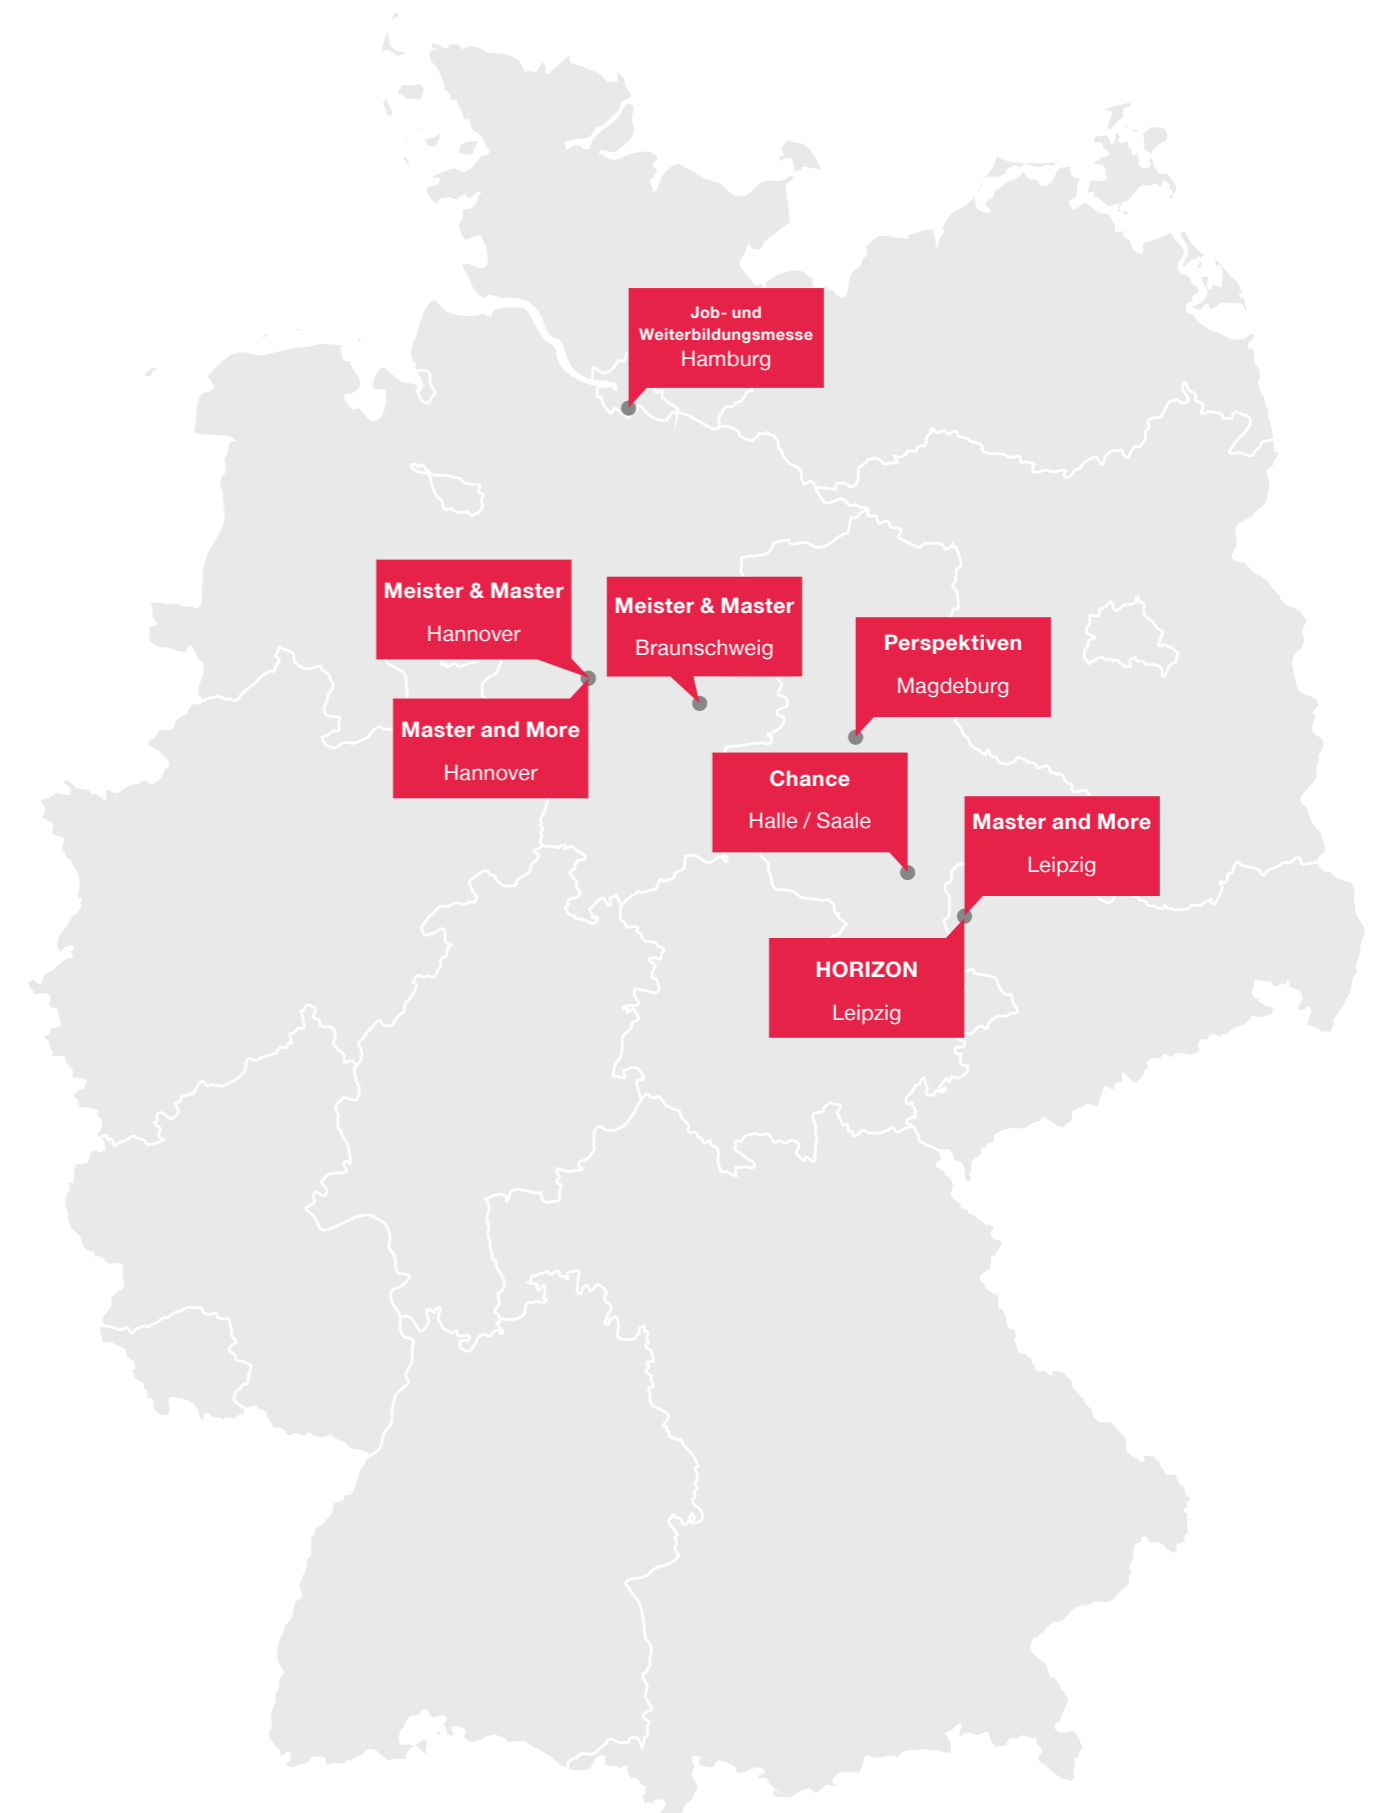 Job- und
Weiterbildungsmesse
Hamburg
Meister & Master
Hannover
Meister & Master
Braunschweig
Perspektiven
Magdeburg
Master and More
Hannover
Chance
Halle / Saale
Master and More
Leipzig
HORIZON
Leipzig